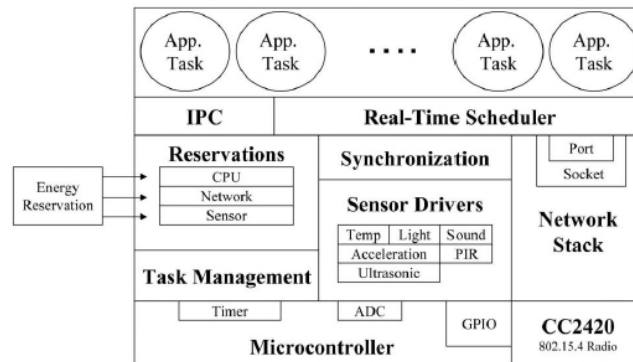 App. Task
App. Task
....
App. Task
App. Task
IPC
Real-Time Scheduler
Reservations
CPU
Network
Sensor
Energy Reservation
Task Management
Synchronization
Sensor Drivers
Temp Light Sound
Acceleration PIR
Ultrasonic
Port
Socket
Network Stack
Timer
ADC
GPIO
Microcontroller
CC2420
802.15.4 Radio